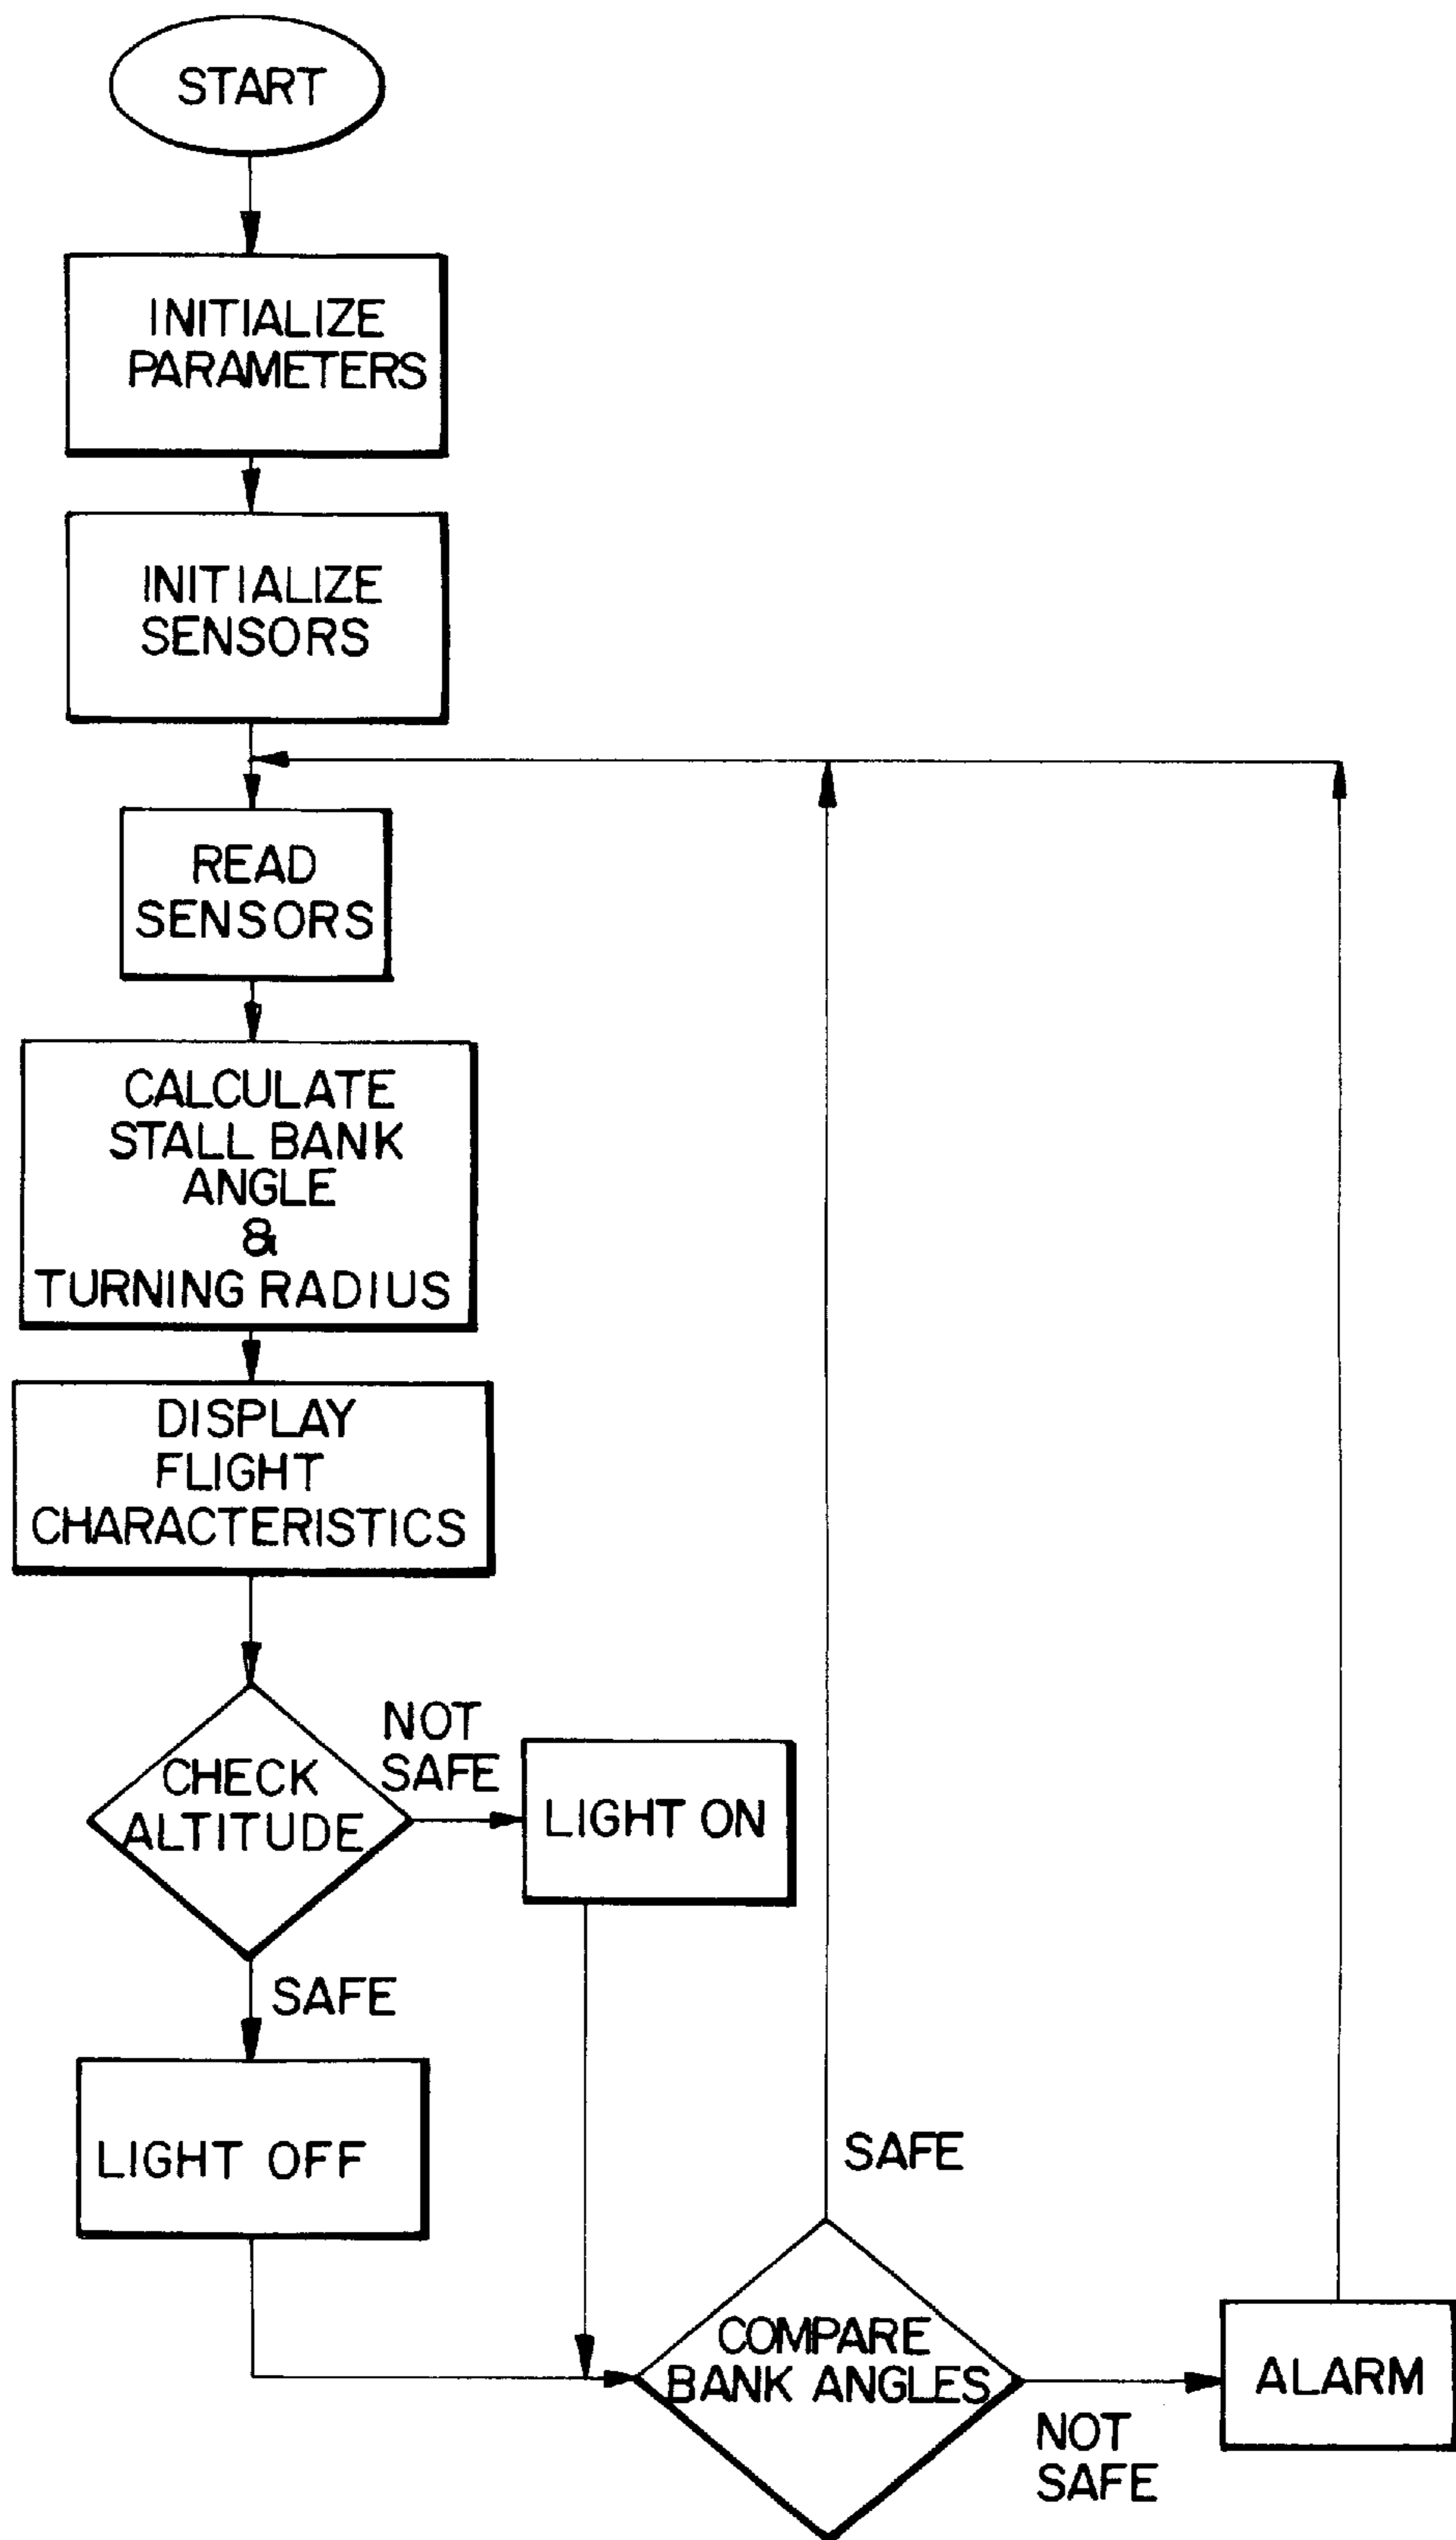 START
INITIALIZE
PARAMETERS
INITIALIZE
SENSORS
READ
SENSORS
CALCULATE
STALL BANK
ANGLE
&
TURNING RADIUS
DISPLAY
FLIGHT
CHARACTERISTICS
CHECK
ALTITUDE
NOT
SAFE
LIGHT ON
SAFE
LIGHT OFF
SAFE
COMPARE
BANK ANGLES
NOT
SAFE
ALARM